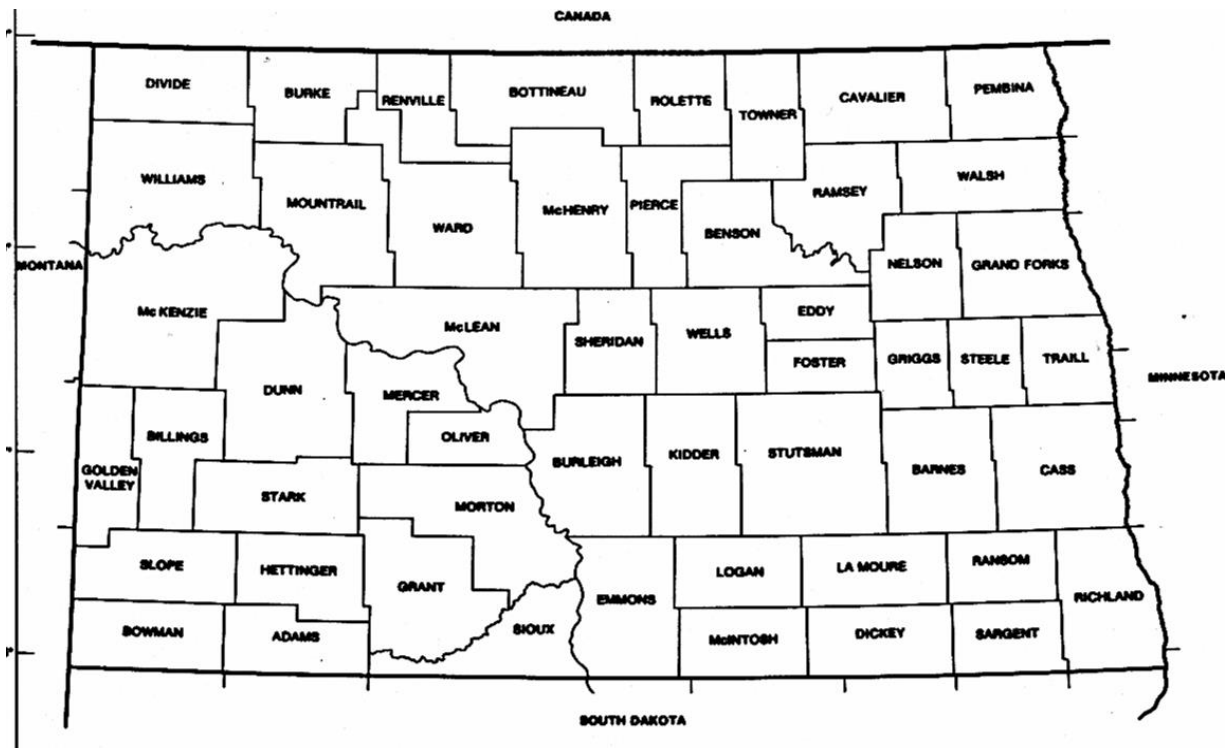 CANADA
DIVIDE
BURKE
RENVILLE
BOTTINEAU
ROLETTE
TOWNER
CAVALIER
PEMBINA
WILLIAMS
MOUNTRAIL
WARD
McHENRY
PIERCE
BENSON
RAMSEY
WALSH
MONTANA
McKENZIE
NELSON
GRAND FORKS
McLEAN
SHERIDAN
WELLS
EDDY
FOSTER
GRIGGS
STEELE
TRAILL
MINNESOTA
DUNN
MERCER
OLIVER
BILLINGS
GOLDEN
VALLEY
STARK
MORTON
BURLEIGH
KIDDER
STUTSMAN
BARNES
CASS
SLOPE
HETTINGER
GRANT
SIOUX
EMMONS
LOGAN
LA MOURE
RANSOM
RICHLAND
BOWMAN
ADAMS
McINTOSH
DICKEY
SARGENT
SOUTH DAKOTA